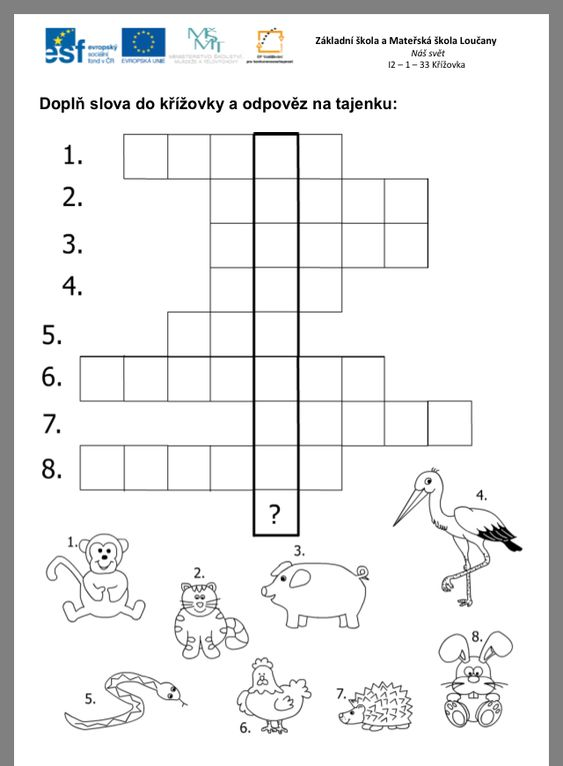 esf evropský sociální fond v ČR
EVROPSKÁ UNIE
MINISTERSTVO ŠKOLSTVÍ, MLÁDEŽE A TĚLOVÝCHOVY
OP Vzdělávání pro konkurenceschopnost
Základní škola a Mateřská škola Loučany
Náš svět
I2 – 1 – 33 Křížovka
Doplň slova do křížovky a odpověz na tajenku:
1.
2.
3.
4.
5.
6.
7.
8.
?
1.
2.
3.
4.
5.
6.
7.
8.